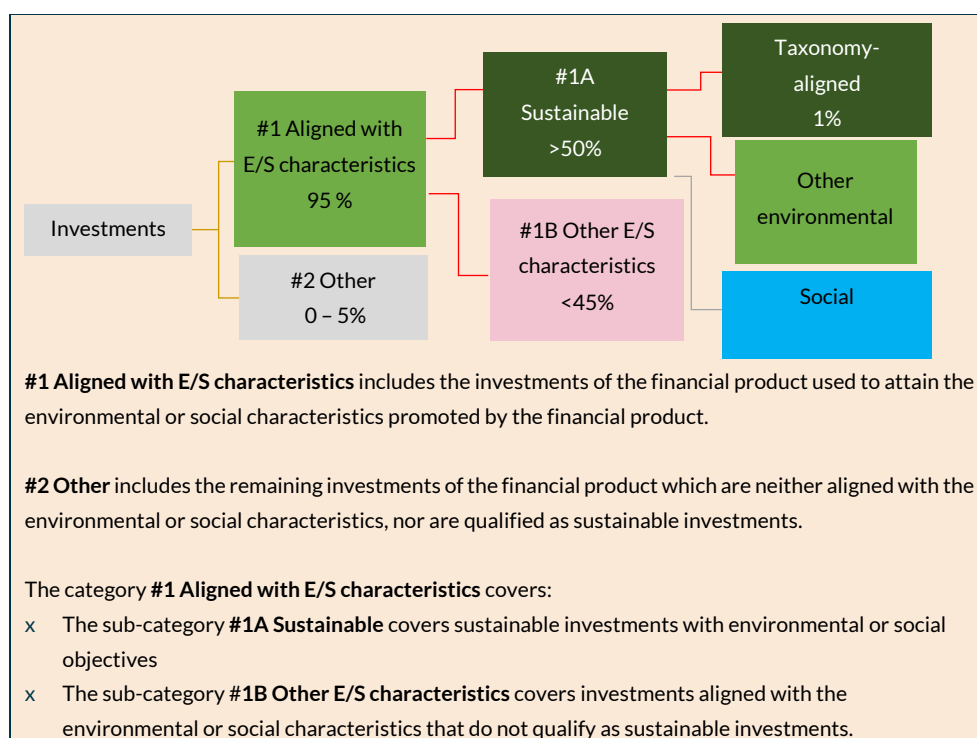 Investments
#1 Aligned with
E/S characteristics
95 %
#2 Other
0 – 5%
#1A
Sustainable
>50%
#1B Other E/S
characteristics
<45%
Taxonomy-
aligned
1%
Other
environmental
Social
#1 Aligned with E/S characteristics includes the investments of the financial product used to attain the
environmental or social characteristics promoted by the financial product.
#2 Other includes the remaining investments of the financial product which are neither aligned with the
environmental or social characteristics, nor are qualified as sustainable investments.
The category #1 Aligned with E/S characteristics covers:
x The sub-category #1A Sustainable covers sustainable investments with environmental or social
objectives
x The sub-category #1B Other E/S characteristics covers investments aligned with the
environmental or social characteristics that do not qualify as sustainable investments.